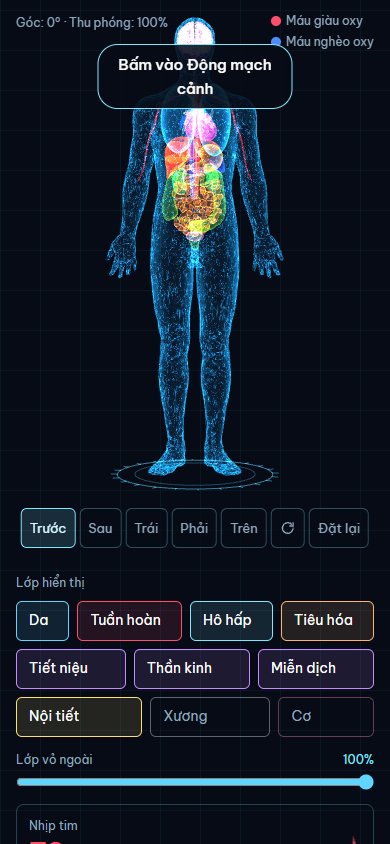 Góc: 0° · Thu phóng: 100%
Máu giàu oxy
Máu nghèo oxy
Bấm vào Động mạch
cảnh
Trước
Sau
Trái
Phải
Trên
Đặt lại
Lớp hiển thị
Da
Tuần hoàn
Hô hấp
Tiêu hóa
Tiết niệu
Thần kinh
Miễn dịch
Nội tiết
Xương
Cơ
Lớp vỏ ngoài
100%
Nhịp tim